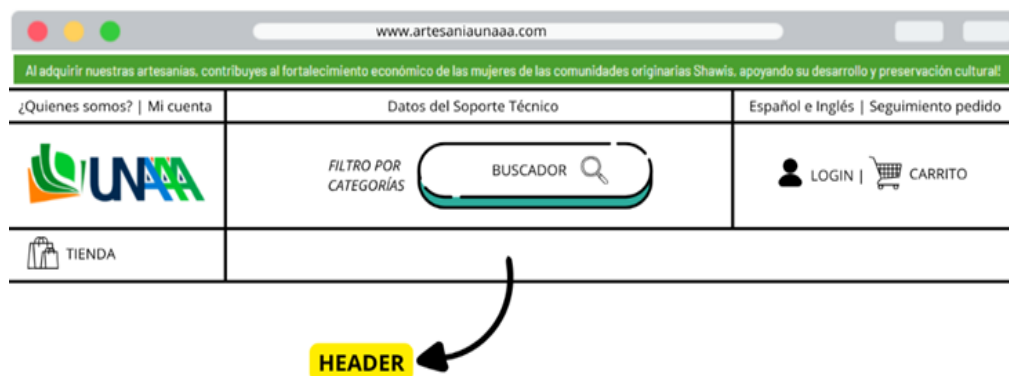 www.artesaniaunaaa.com
Al adquirir nuestras artesanías, contribuyes al fortalecimiento económico de las mujeres de las comunidades originarias Shawis, apoyando su desarrollo y preservación cultural!
¿Quienes somos? | Mi cuenta
Datos del Soporte Técnico
Español e Inglés | Seguimiento pedido
UNAAA
FILTRO POR
CATEGORÍAS
BUSCADOR
LOGIN |
CARRITO
TIENDA
HEADER